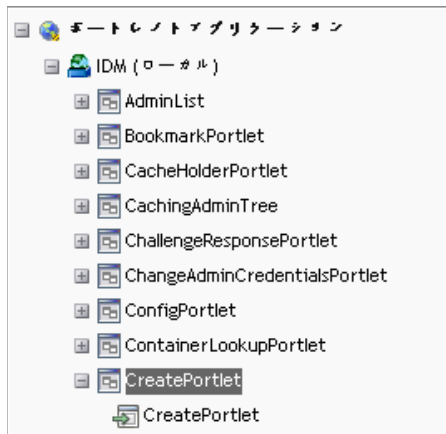 ポートレットアプリケーション
IDM (ローカル)
AdminList
BookmarkPortlet
CacheHolderPortlet
CachingAdminTree
ChallengeResponsePortlet
ChangeAdminCredentialsPortlet
ConfigPortlet
ContainerLookupPortlet
CreatePortlet
CreatePortlet